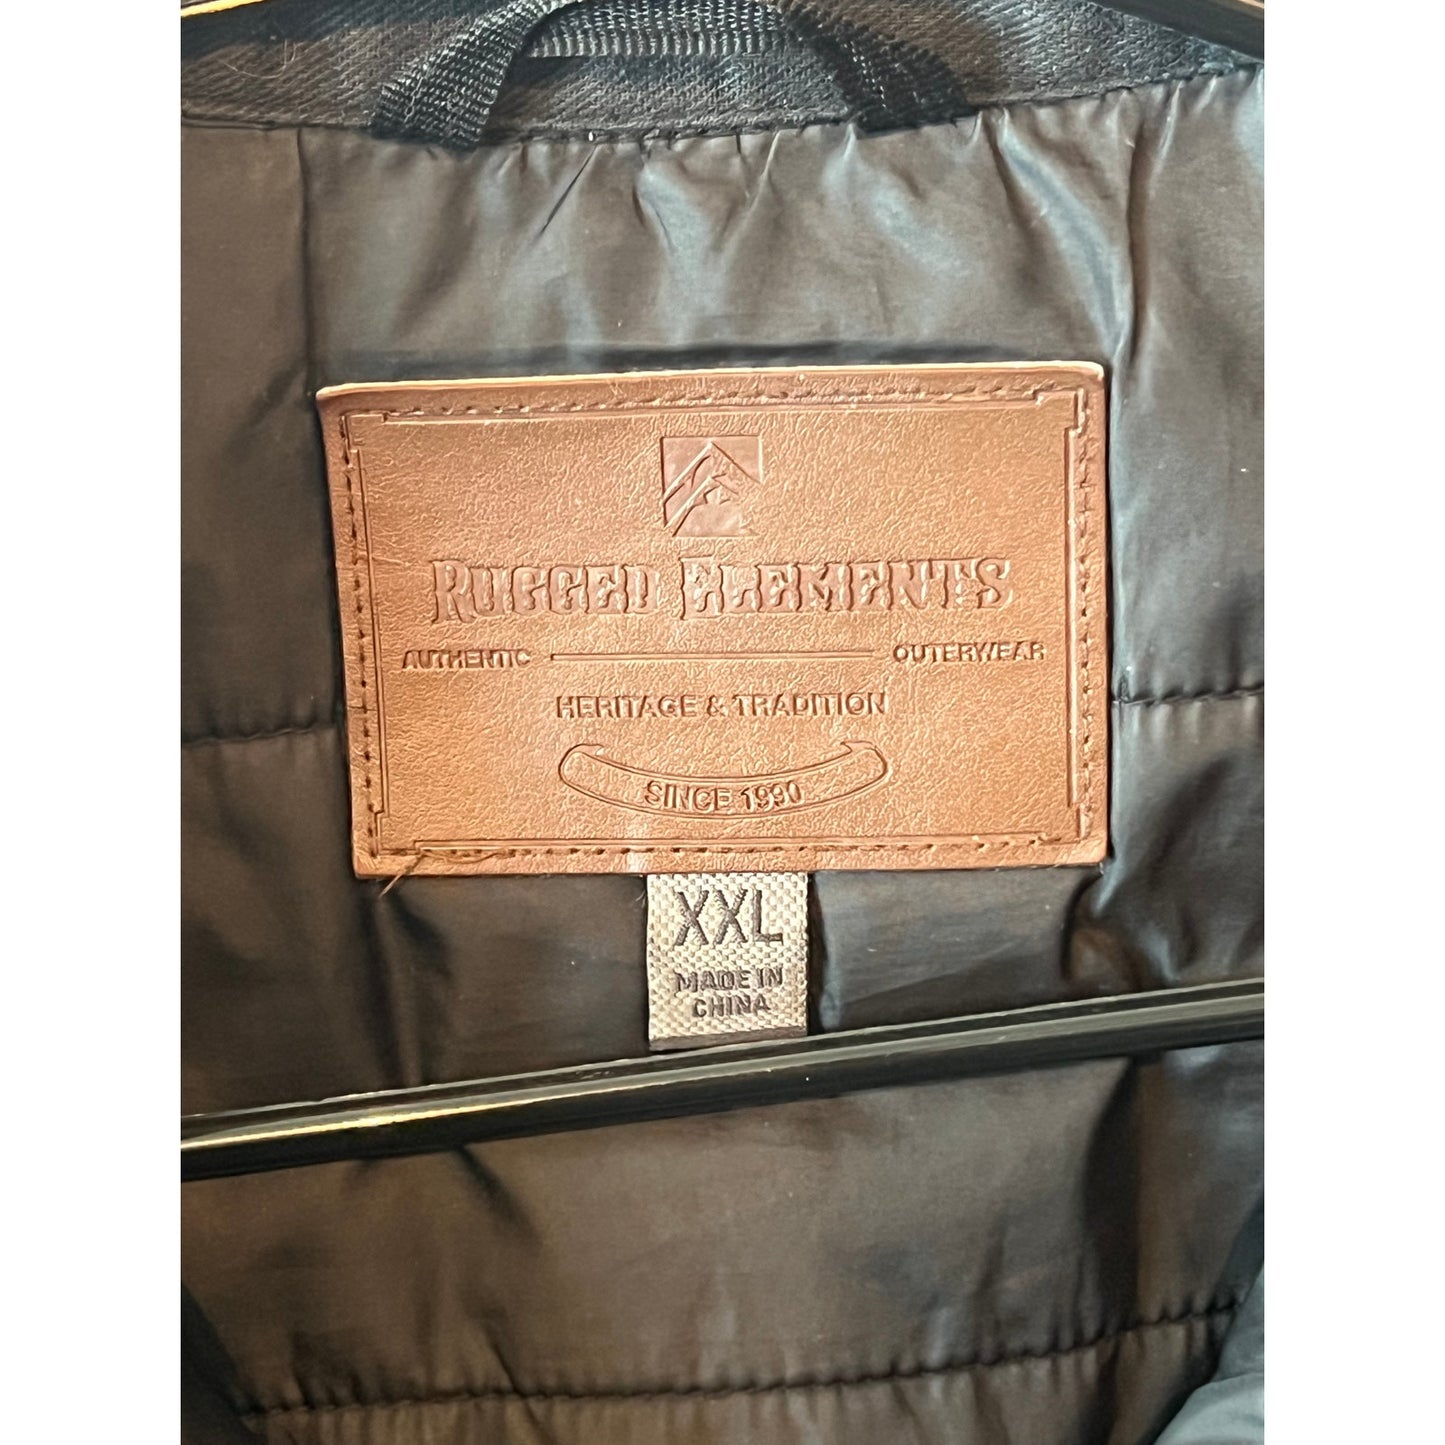 RUGGED ELEMENTS
AUTHENTIC OUTERWEAR
HERITAGE & TRADITION
SINCE 1990
XXL
MADE IN
CHINA